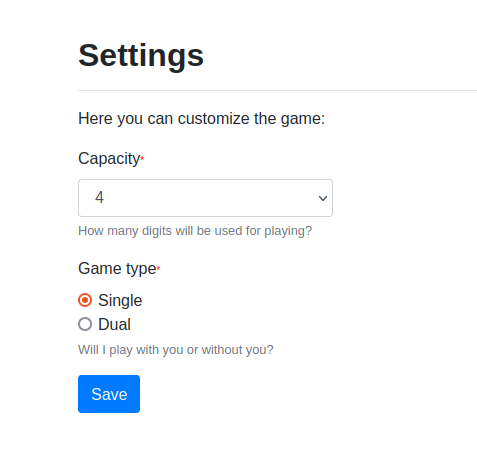 Settings
Here you can customize the game:
Capacity*
4
How many digits will be used for playing?
Game type*
Single
Dual
Will I play with you or without you?
Save